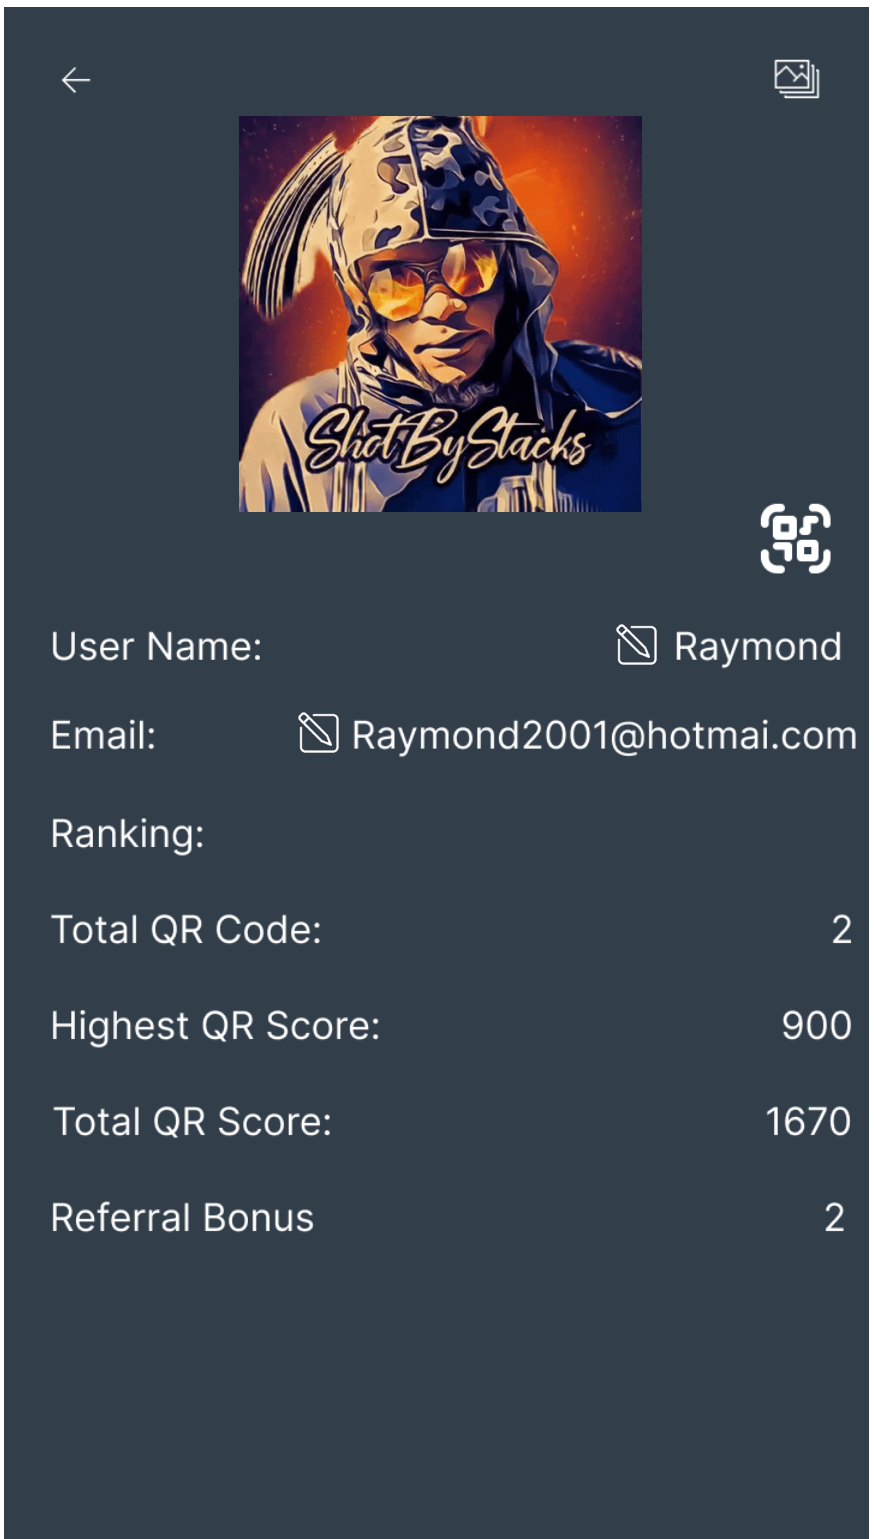 ShotByStacks
User Name: Raymond
Email: Raymond2001@hotmai.com
Ranking:
Total QR Code: 2
Highest QR Score: 900
Total QR Score: 1670
Referral Bonus 2